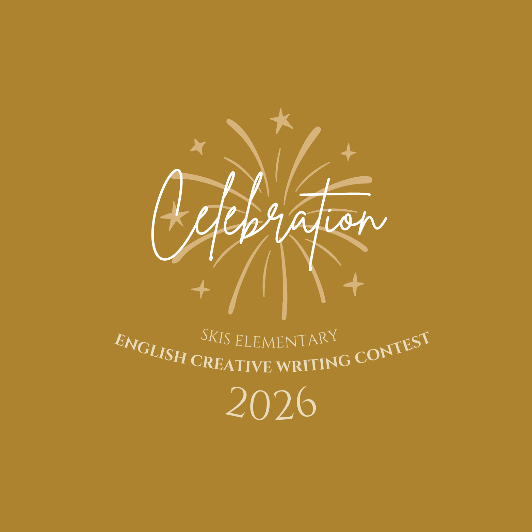 Celebration
SKIS ELEMENTARY
ENGLISH CREATIVE WRITING CONTEST
2026